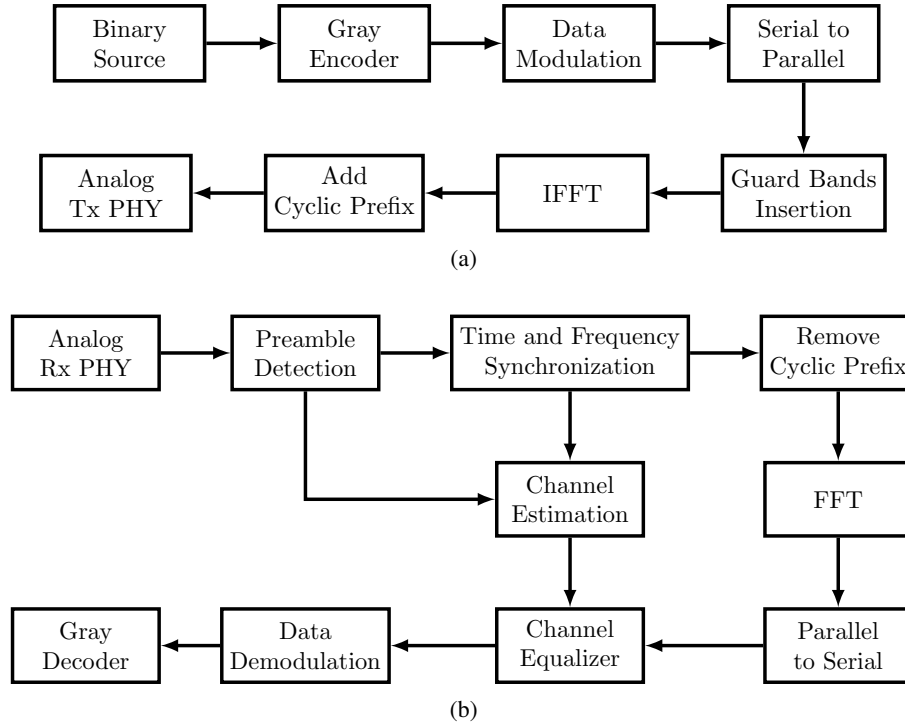 Binary
Source
Gray
Encoder
Data
Modulation
Serial to
Parallel
Analog
Tx PHY
Add
Cyclic Prefix
IFFT
Guard Bands
Insertion
(a)
Analog
Rx PHY
Preamble
Detection
Time and Frequency
Synchronization
Remove
Cyclic Prefix
Channel
Estimation
FFT
Gray
Decoder
Data
Demodulation
Channel
Equalizer
Parallel
to Serial
(b)